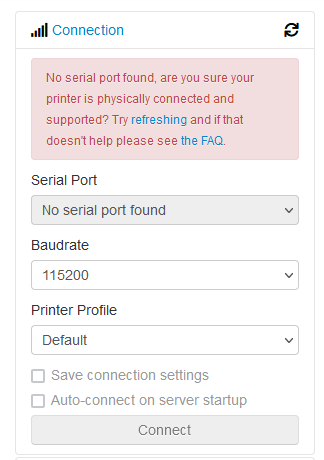 Connection
No serial port found, are you sure your
printer is physically connected and
supported? Try refreshing and if that
doesn't help please see the FAQ.
Serial Port
No serial port found
Baudrate
115200
Printer Profile
Default
Save connection settings
Auto-connect on server startup
Connect